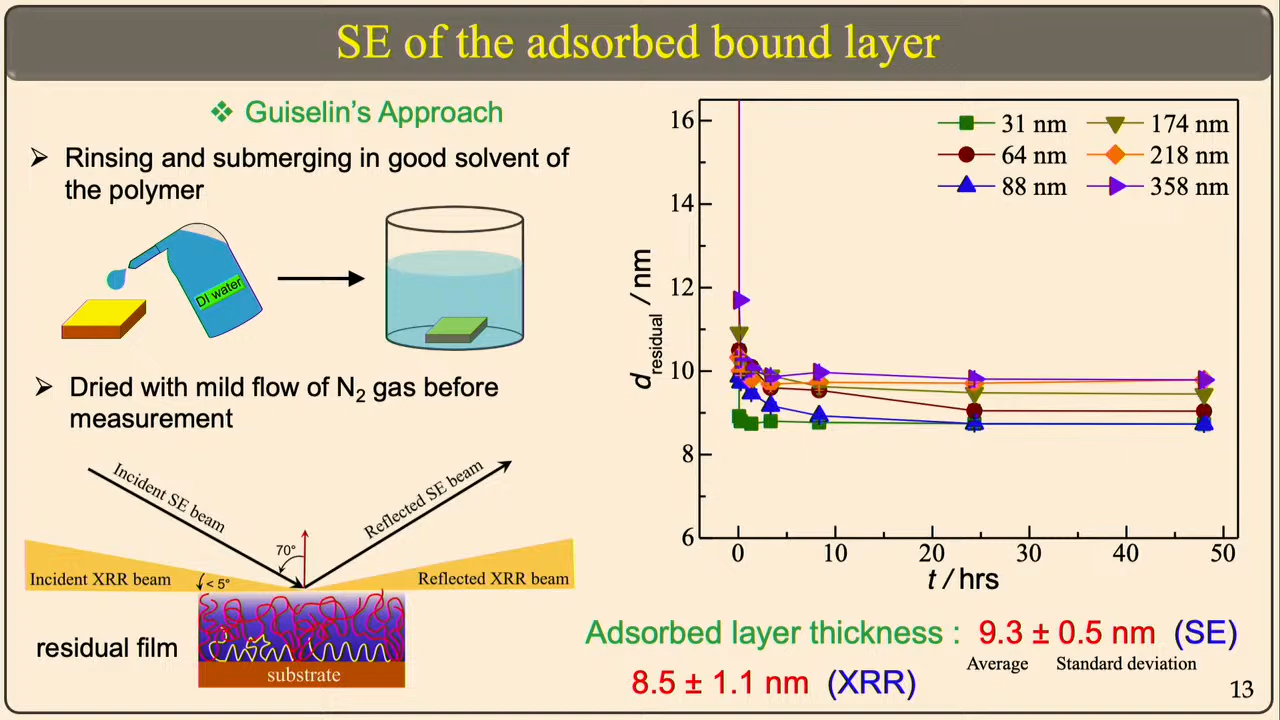 SE of the adsorbed bound layer
❖ Guiselin's Approach
➢ Rinsing and submerging in good solvent of
the polymer
DI water
➢ Dried with mild flow of N₂ gas before
measurement
Incident SE beam
Reflected SE beam
70°
Incident XRR beam
< 5°
Reflected XRR beam
residual film
substrate
31 nm
64 nm
88 nm
174 nm
218 nm
358 nm
16
14
12
10
8
6
d residual / nm
0 10 20 30 40 50
t / hrs
Adsorbed layer thickness : 9.3 ± 0.5 nm (SE)
Average Standard deviation
8.5 ± 1.1 nm (XRR)
13